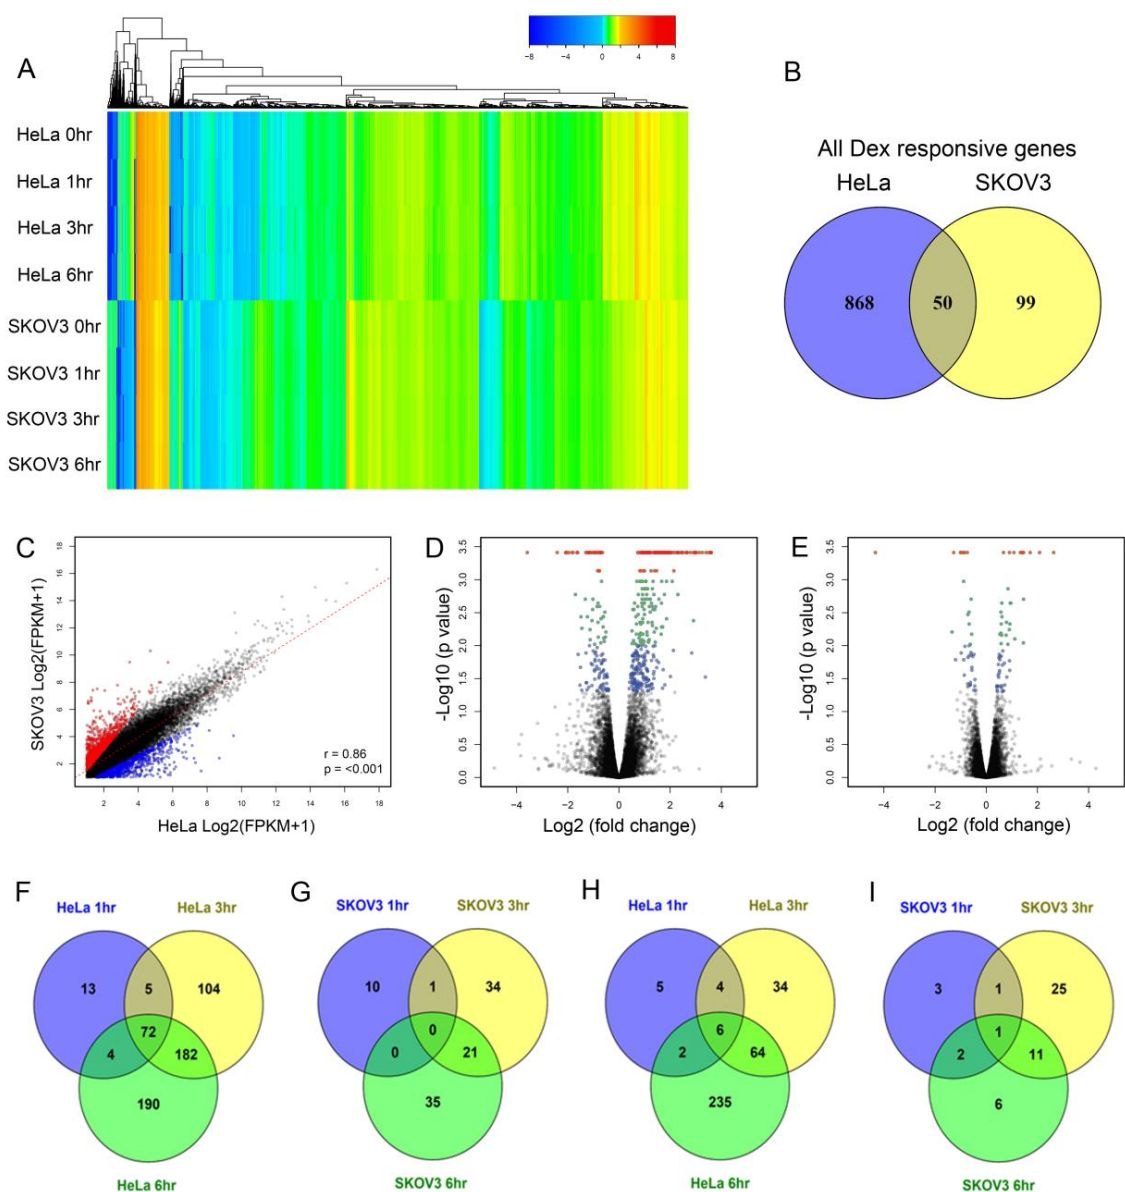 A
-8 -4 0 4 8
HeLa 0hr
HeLa 1hr
HeLa 3hr
HeLa 6hr
SKOV3 0hr
SKOV3 1hr
SKOV3 3hr
SKOV3 6hr
B
All Dex responsive genes
HeLa SKOV3
868 50 99
C
SKOV3 Log2(FPKM+1)
18
16
14
12
10
8
6
4
2
r = 0.86
p = <0.001
2 4 6 8 10 12 14 16 18
HeLa Log2(FPKM+1)
D
-Log10 (p value)
3.5
3.0
2.5
2.0
1.5
1.0
0.5
0.0
−4 −2 0 2 4
Log2 (fold change)
E
-Log10 (p value)
3.5
3.0
2.5
2.0
1.5
1.0
0.5
0.0
−4 −2 0 2 4
Log2 (fold change)
F
HeLa 1hr HeLa 3hr
13 5 104
72
4 182
190
HeLa 6hr
G
SKOV3 1hr SKOV3 3hr
10 1 34
0
0 21
35
SKOV3 6hr
H
HeLa 1hr HeLa 3hr
5 4 34
6
2 64
235
HeLa 6hr
I
SKOV3 1hr SKOV3 3hr
3 1 25
1
2 11
6
SKOV3 6hr